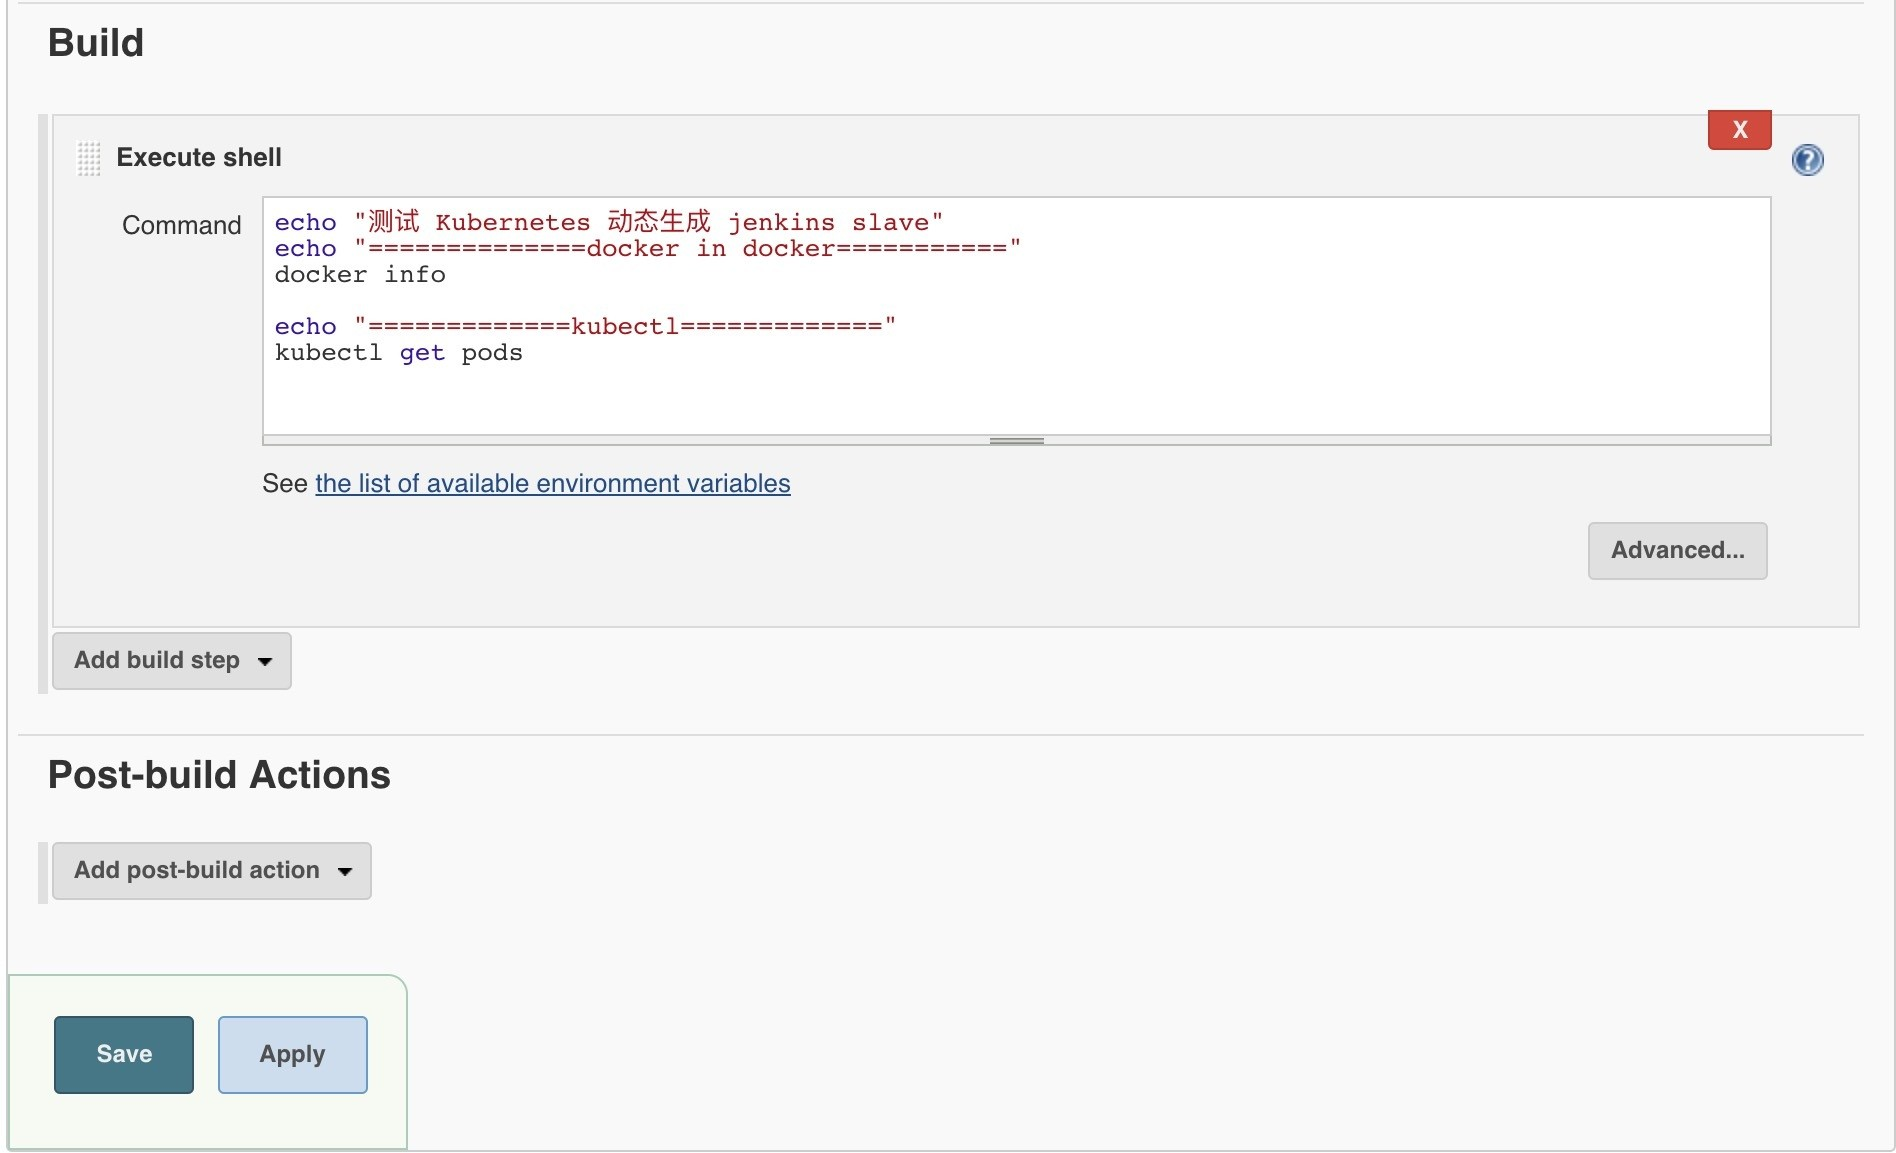 Build
X
Execute shell
Command
echo "测试 Kubernetes 动态生成 jenkins slave"
echo "==============docker in docker==========="
docker info
echo "=============kubectl============="
kubectl get pods
See the list of available environment variables
Advanced...
Add build step
Post-build Actions
Add post-build action
Save
Apply